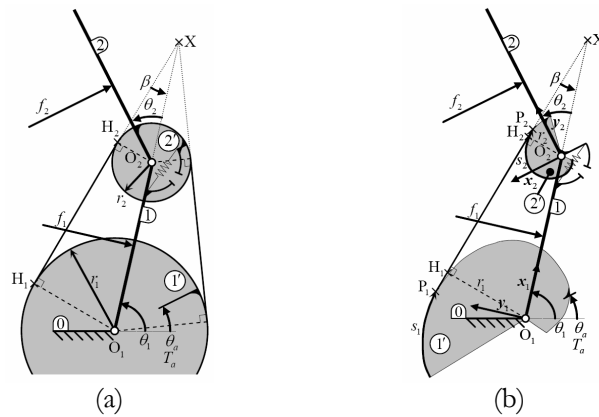 X
2
β
θ₂
f₂
H₂
2′
O₂
r₂
1
f₁
H₁
r₁
1′
0
O₁
θ₁
θₐ
Tₐ
(a)
X
2
β
θ₂
f₂
P₂
H₂
y₂
r₂
O₂
s₂
x₂
2′
1
f₁
H₁
P₁
r₁
x₁
y₁
s₁
0
O₁
θ₁
θₐ
Tₐ
1′
(b)